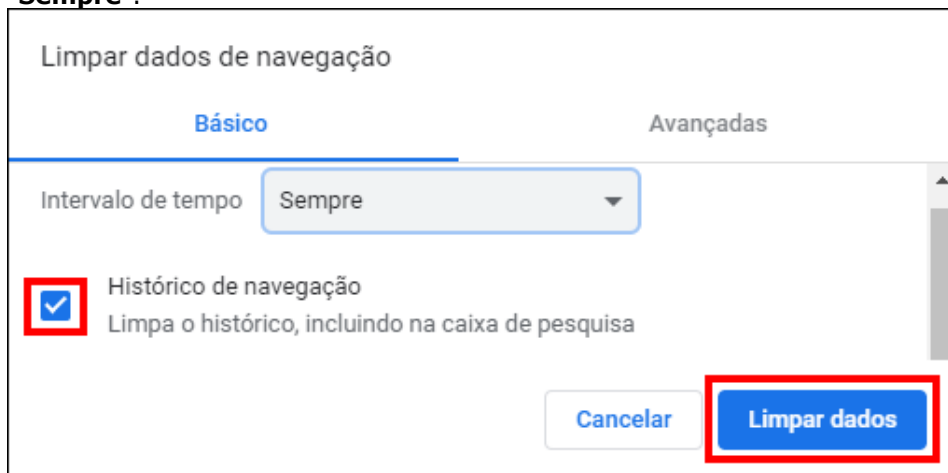 "Sempre".
Limpar dados de navegação
Básico
Avançadas
Intervalo de tempo Sempre
Histórico de navegação
Limpa o histórico, incluindo na caixa de pesquisa
Cancelar Limpar dados